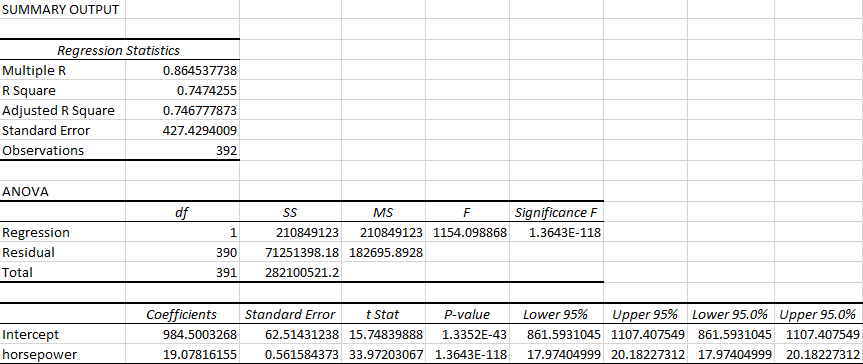 SUMMARY OUTPUT
Regression Statistics
Multiple R 0.864537738
R Square 0.7474255
Adjusted R Square 0.746777873
Standard Error 427.4294009
Observations 392
ANOVA
df SS MS F Significance F
Regression 1 210849123 210849123 1154.098868 1.3643E-118
Residual 390 71251398.18 182695.8928
Total 391 282100521.2
Coefficients Standard Error t Stat P-value Lower 95% Upper 95% Lower 95.0% Upper 95.0%
Intercept 984.5003268 62.51431238 15.74839888 1.3352E-43 861.5931045 1107.407549 861.5931045 1107.407549
horsepower 19.07816155 0.561584373 33.97203067 1.3643E-118 17.97404999 20.18227312 17.97404999 20.18227312